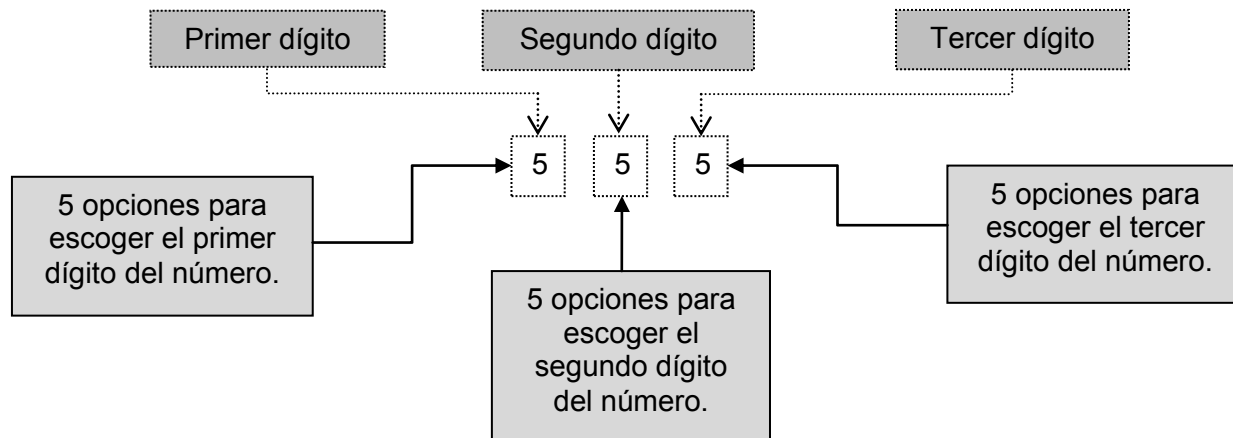 Primer dígito
Segundo dígito
Tercer dígito
5
5
5
5 opciones para
escoger el primer
dígito del número.
5 opciones para
escoger el
segundo dígito
del número.
5 opciones para
escoger el tercer
dígito del número.